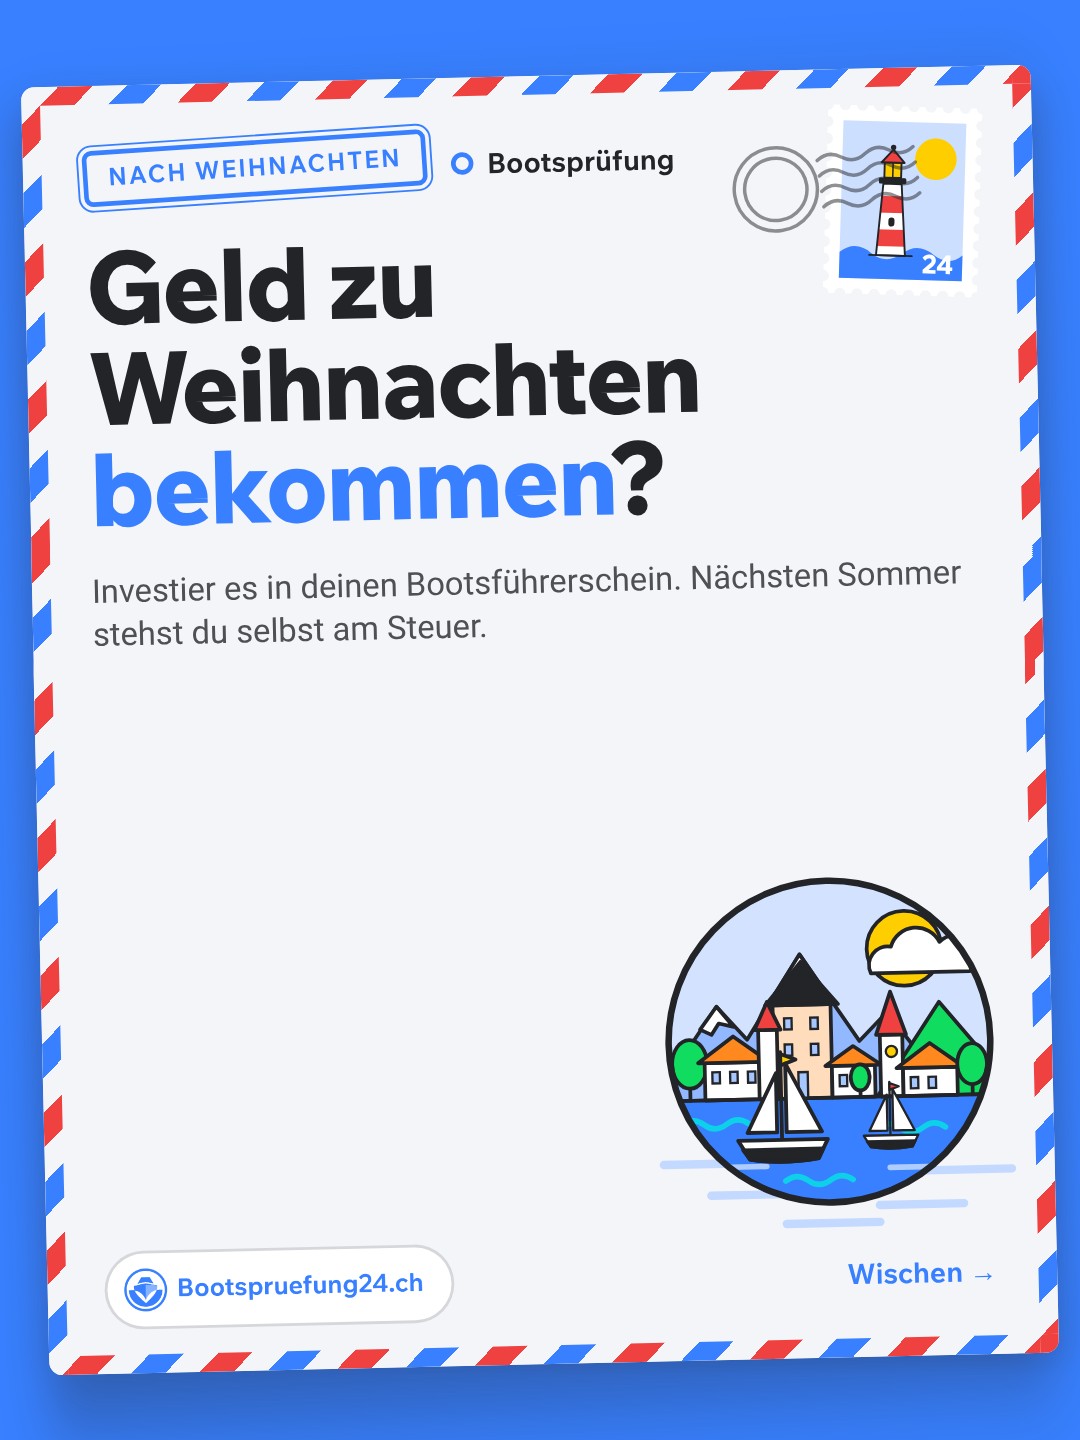 NACH WEIHNACHTEN
Bootsprüfung
24
Geld zu
Weihnachten
bekommen?
Investier es in deinen Bootsführerschein. Nächsten Sommer
stehst du selbst am Steuer.
Bootspruefung24.ch
Wischen →